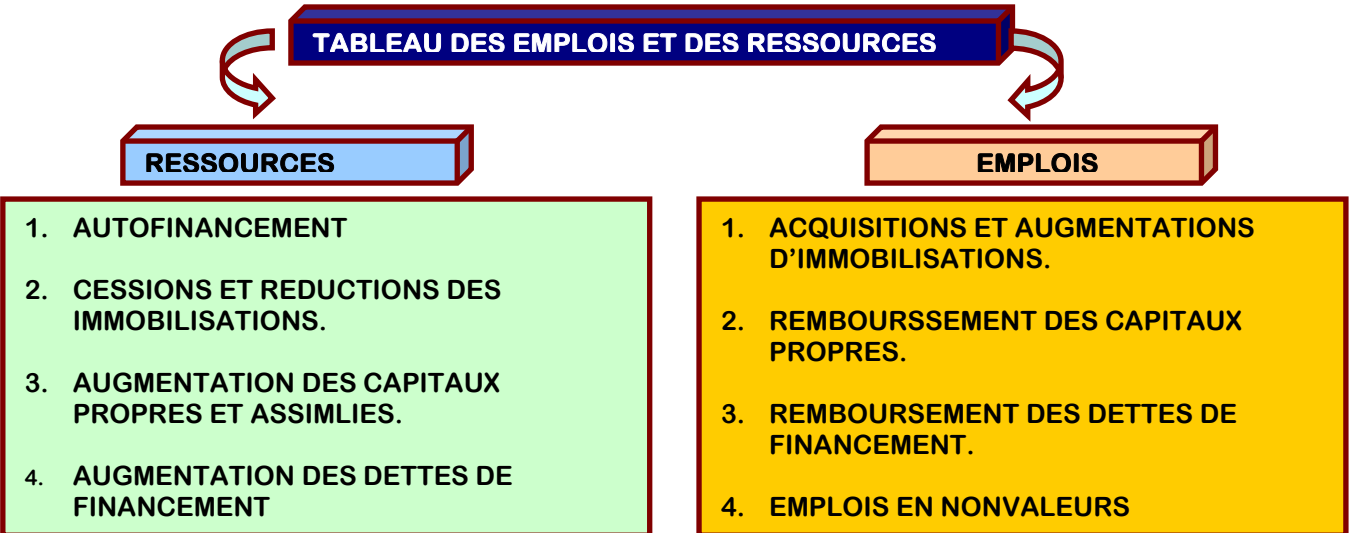 TABLEAU DES EMPLOIS ET DES RESSOURCES
RESSOURCES
1. AUTOFINANCEMENT
2. CESSIONS ET REDUCTIONS DES
IMMOBILISATIONS.
3. AUGMENTATION DES CAPITAUX
PROPRES ET ASSIMLIES.
4. AUGMENTATION DES DETTES DE
FINANCEMENT
EMPLOIS
1. ACQUISITIONS ET AUGMENTATIONS
D’IMMOBILISATIONS.
2. REMBOURSSEMENT DES CAPITAUX
PROPRES.
3. REMBOURSEMENT DES DETTES DE
FINANCEMENT.
4. EMPLOIS EN NONVALEURS